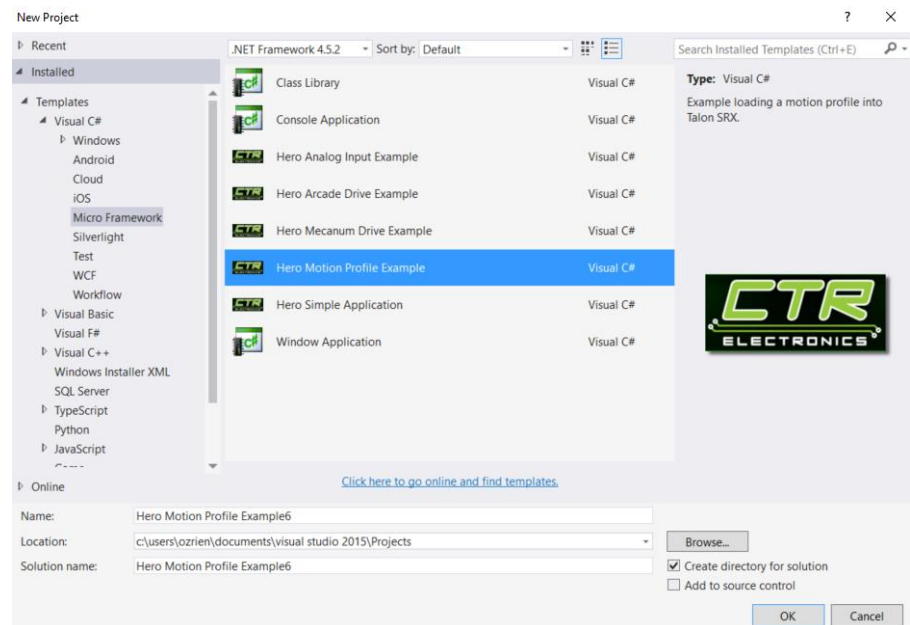 New Project
? ×
Recent
.NET Framework 4.5.2 Sort by: Default
Search Installed Templates (Ctrl+E)
Installed
Templates
Visual C#
Windows
Android
Cloud
iOS
Micro Framework
Silverlight
Test
WCF
Workflow
Visual Basic
Visual F#
Visual C++
Windows Installer XML
SQL Server
TypeScript
Python
JavaScript
Online
Class Library Visual C#
Console Application Visual C#
Hero Analog Input Example Visual C#
Hero Arcade Drive Example Visual C#
Hero Mecanum Drive Example Visual C#
Hero Motion Profile Example Visual C#
Hero Simple Application Visual C#
Window Application Visual C#
Click here to go online and find templates.
Type: Visual C#
Example loading a motion profile into
Talon SRX.
CTR
ELECTRONICS
Name: Hero Motion Profile Example6
Location: c:\users\ozrien\documents\visual studio 2015\Projects
Browse...
Solution name: Hero Motion Profile Example6
Create directory for solution
Add to source control
OK Cancel